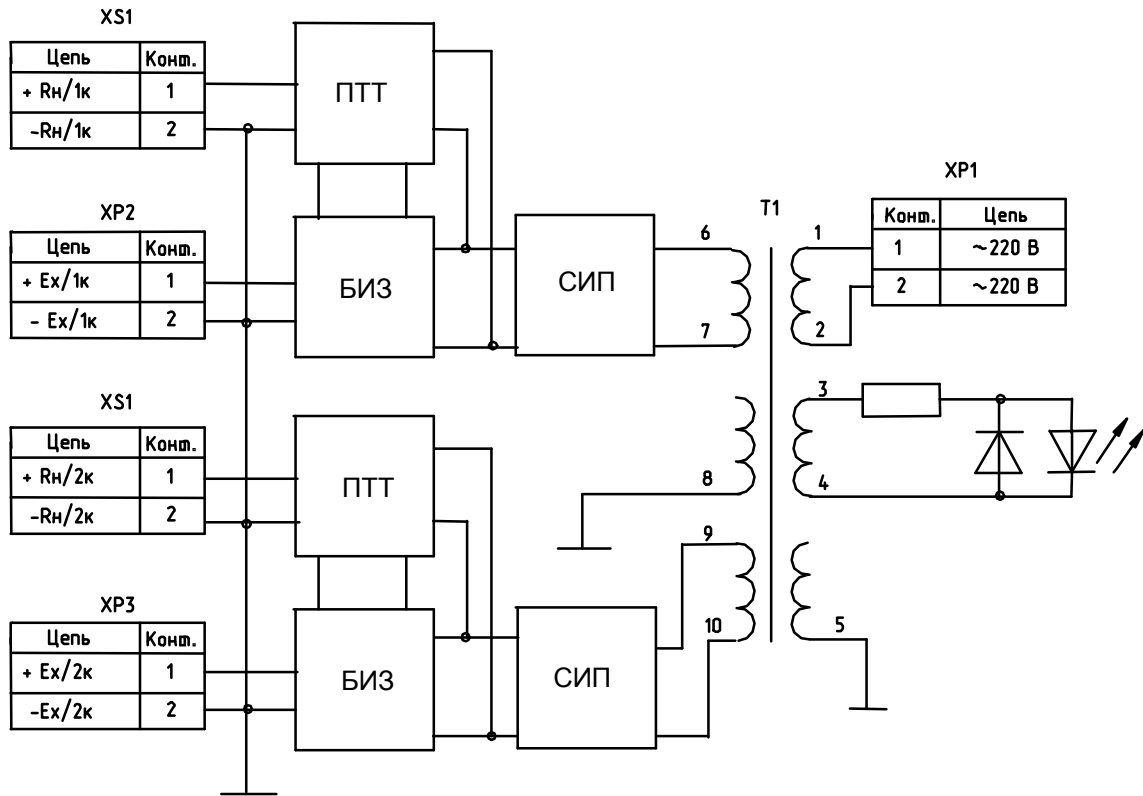 XS1
Цепь Конт.
+ Rн/1к 1
-Rн/1к 2
ПТТ
XP2
Цепь Конт.
+ Ex/1к 1
- Ex/1к 2
БИЗ
СИП
6
7
T1
1
2
XP1
Конт. Цепь
1 ~220 В
2 ~220 В
3
4
8
XS1
Цепь Конт.
+ Rн/2к 1
-Rн/2к 2
ПТТ
XP3
Цепь Конт.
+ Ex/2к 1
-Ex/2к 2
БИЗ
СИП
9
10
5